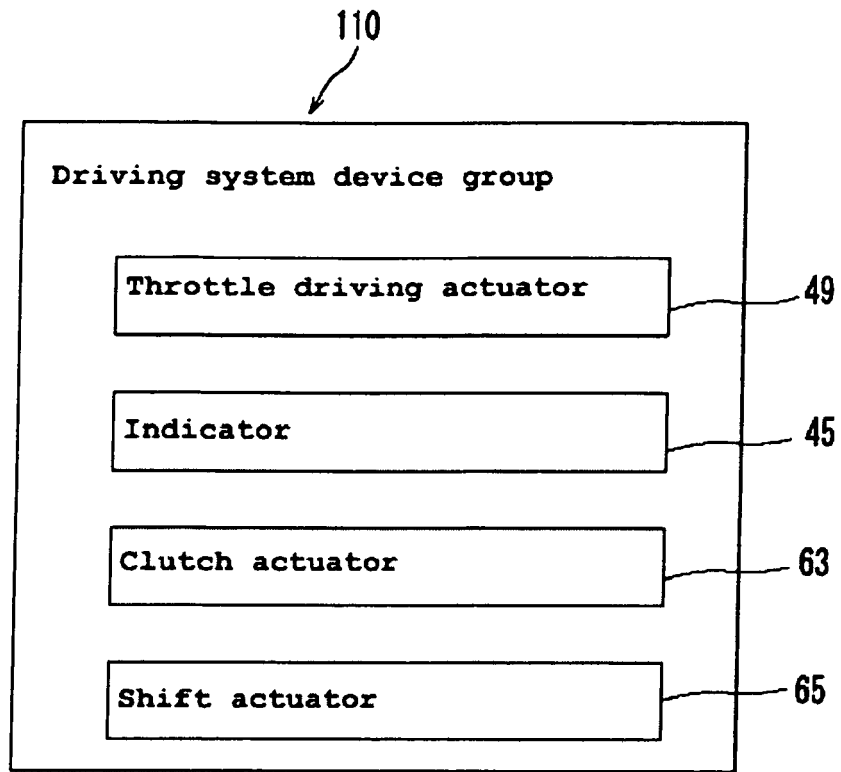 110
Driving system device group
Throttle driving actuator
49
Indicator
45
Clutch actuator
63
Shift actuator
65